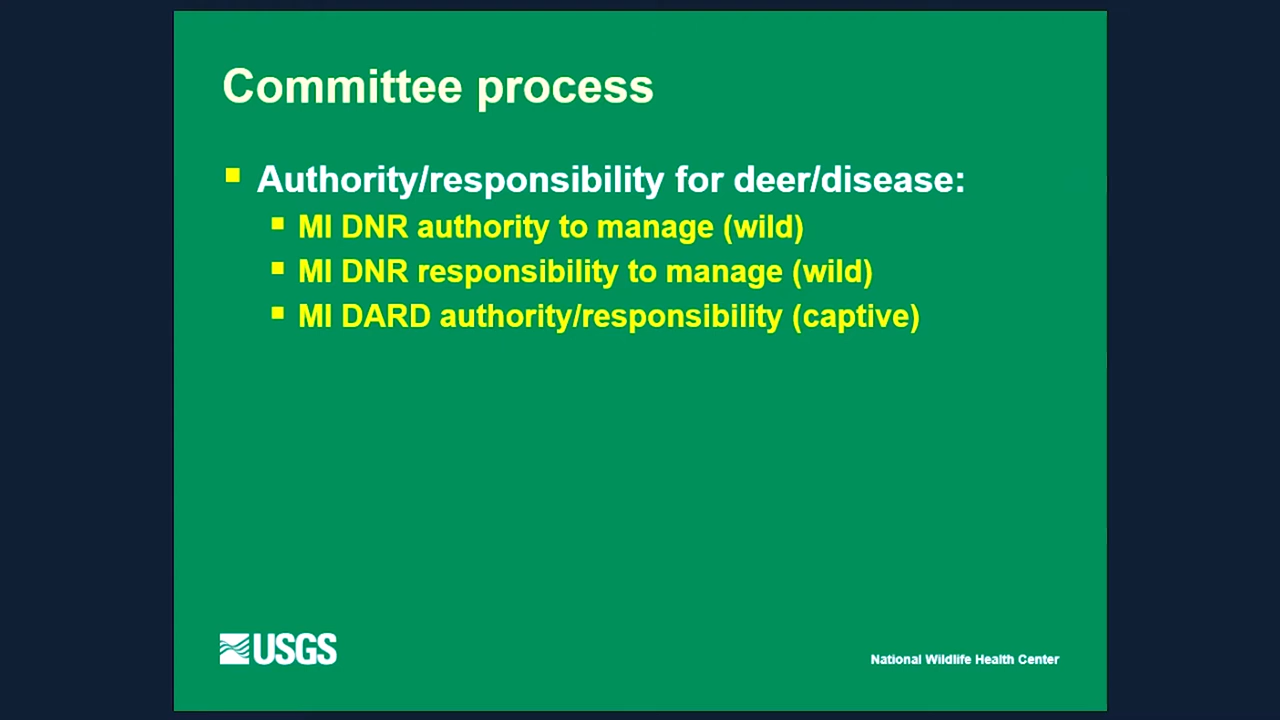 Committee process
Authority/responsibility for deer/disease:
MI DNR authority to manage (wild)
MI DNR responsibility to manage (wild)
MI DARD authority/responsibility (captive)
USGS
National Wildlife Health Center